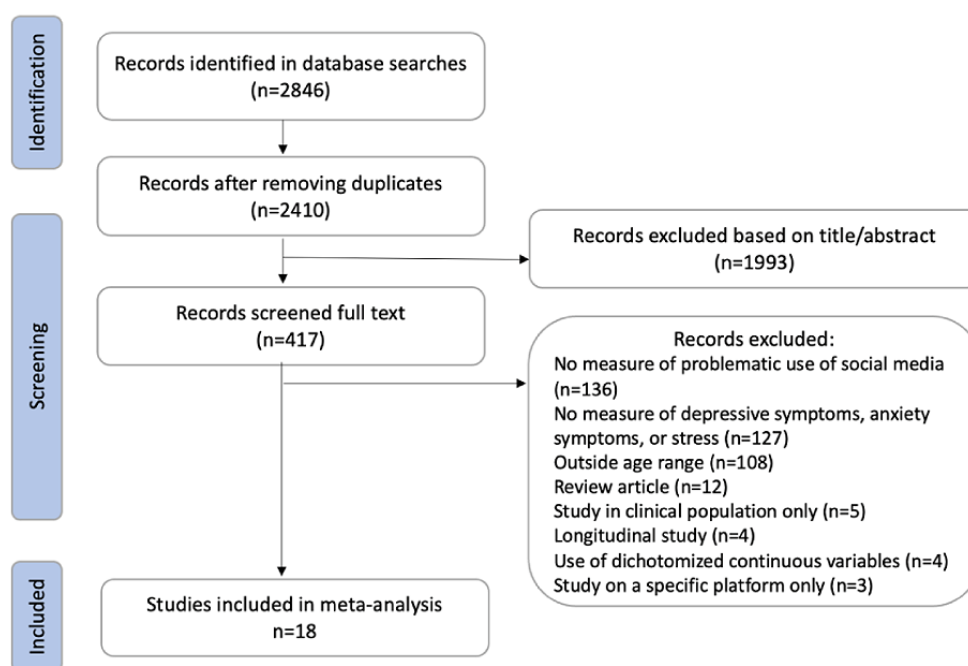 Identification
Records identified in database searches
(n=2846)
Records after removing duplicates
(n=2410)
Screening
Records excluded based on title/abstract
(n=1993)
Records screened full text
(n=417)
Records excluded:
No measure of problematic use of social media
(n=136)
No measure of depressive symptoms, anxiety
symptoms, or stress (n=127)
Outside age range (n=108)
Review article (n=12)
Study in clinical population only (n=5)
Longitudinal study (n=4)
Use of dichotomized continuous variables (n=4)
Study on a specific platform only (n=3)
Included
Studies included in meta-analysis
n=18